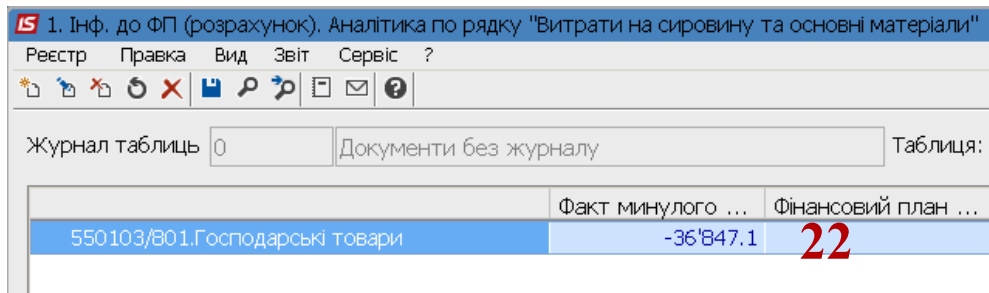 1. Інф. до ФП (розрахунок). Аналітика по рядку "Витрати на сировину та основні матеріали"
Реєстр Правка Вид Звіт Сервіс ?
Журнал таблиць 0 Документи без журналу Таблиця:
Факт минулого ... Фінансовий план ...
550103/801.Господарські товари -36'847.1 22